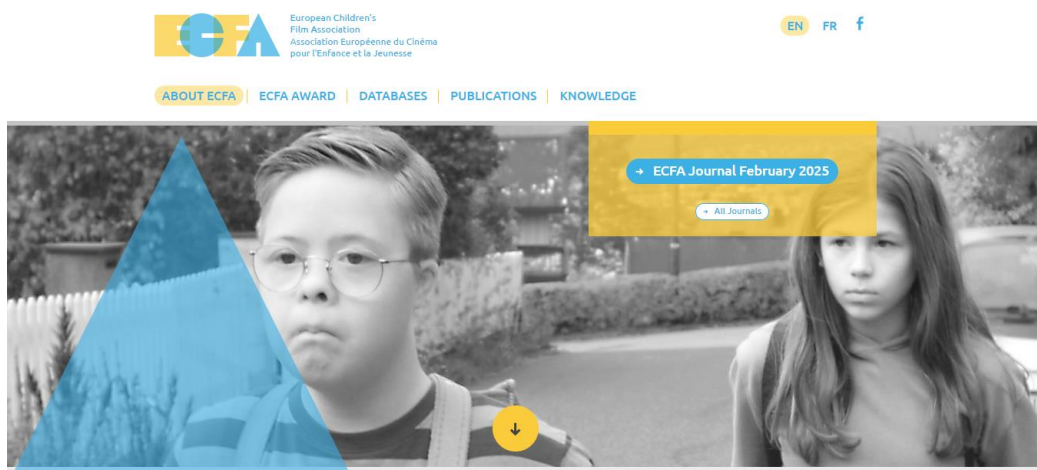 ECFA
European Children's
Film Association
Association Européenne du Cinéma
pour l'Enfance et la Jeunesse
EN FR f
ABOUT ECFA ECFA AWARD DATABASES PUBLICATIONS KNOWLEDGE
ECFA Journal February 2025
All Journals